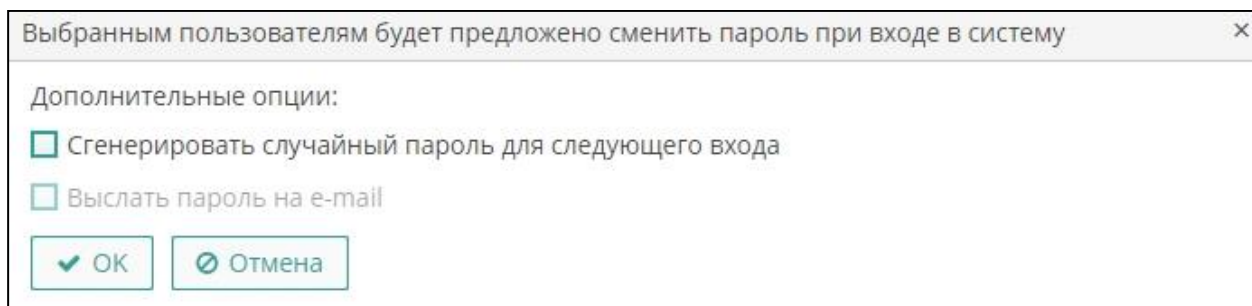 Выбранным пользователям будет предложено сменить пароль при входе в систему
Дополнительные опции:
Сгенерировать случайный пароль для следующего входа
Выслать пароль на e-mail
OK Отмена